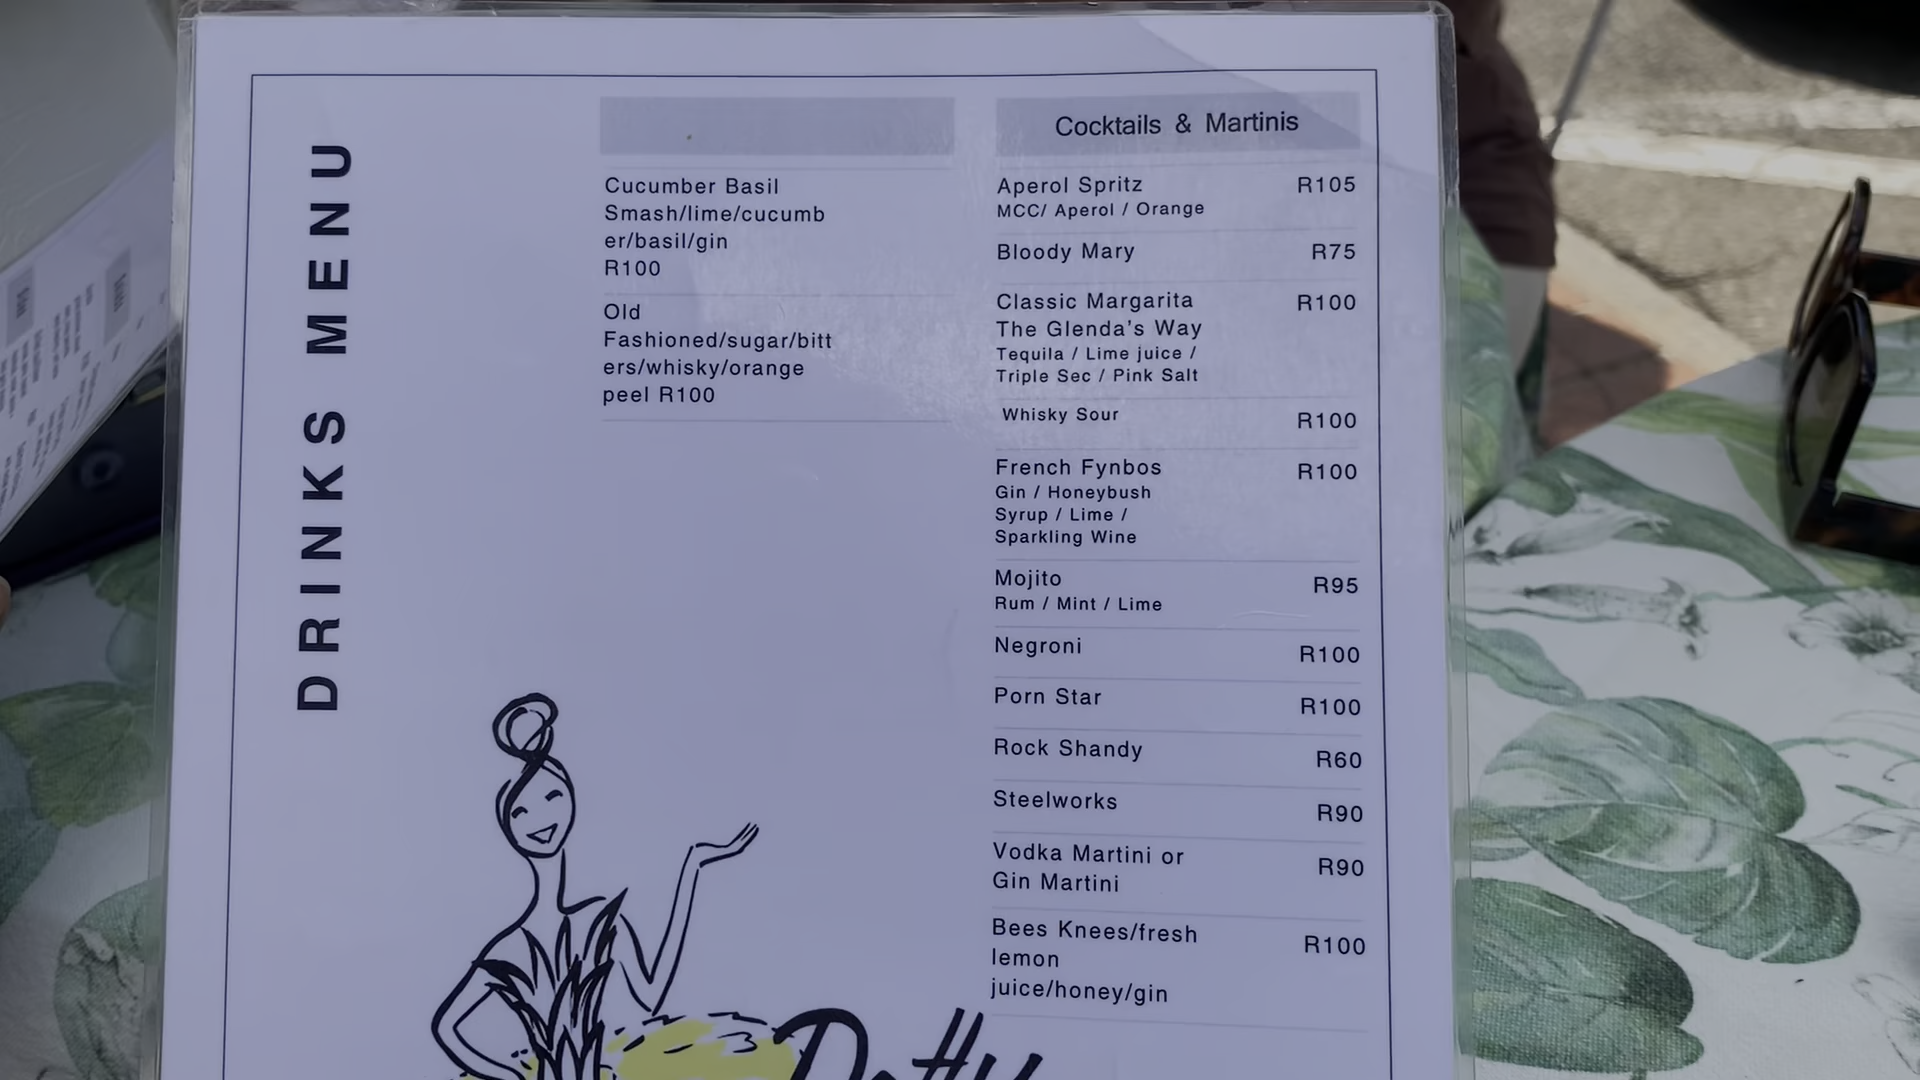 DRINKS MENU
Cucumber Basil
Smash/lime/cucumb
er/basil/gin
R100
Old
Fashioned/sugar/bitt
ers/whisky/orange
peel R100
Cocktails & Martinis
Aperol Spritz R105
MCC/ Aperol / Orange
Bloody Mary R75
Classic Margarita R100
The Glenda's Way
Tequila / Lime juice /
Triple Sec / Pink Salt
Whisky Sour R100
French Fynbos R100
Gin / Honeybush
Syrup / Lime /
Sparkling Wine
Mojito R95
Rum / Mint / Lime
Negroni R100
Porn Star R100
Rock Shandy R60
Steelworks R90
Vodka Martini or R90
Gin Martini
Bees Knees/fresh R100
lemon
juice/honey/gin